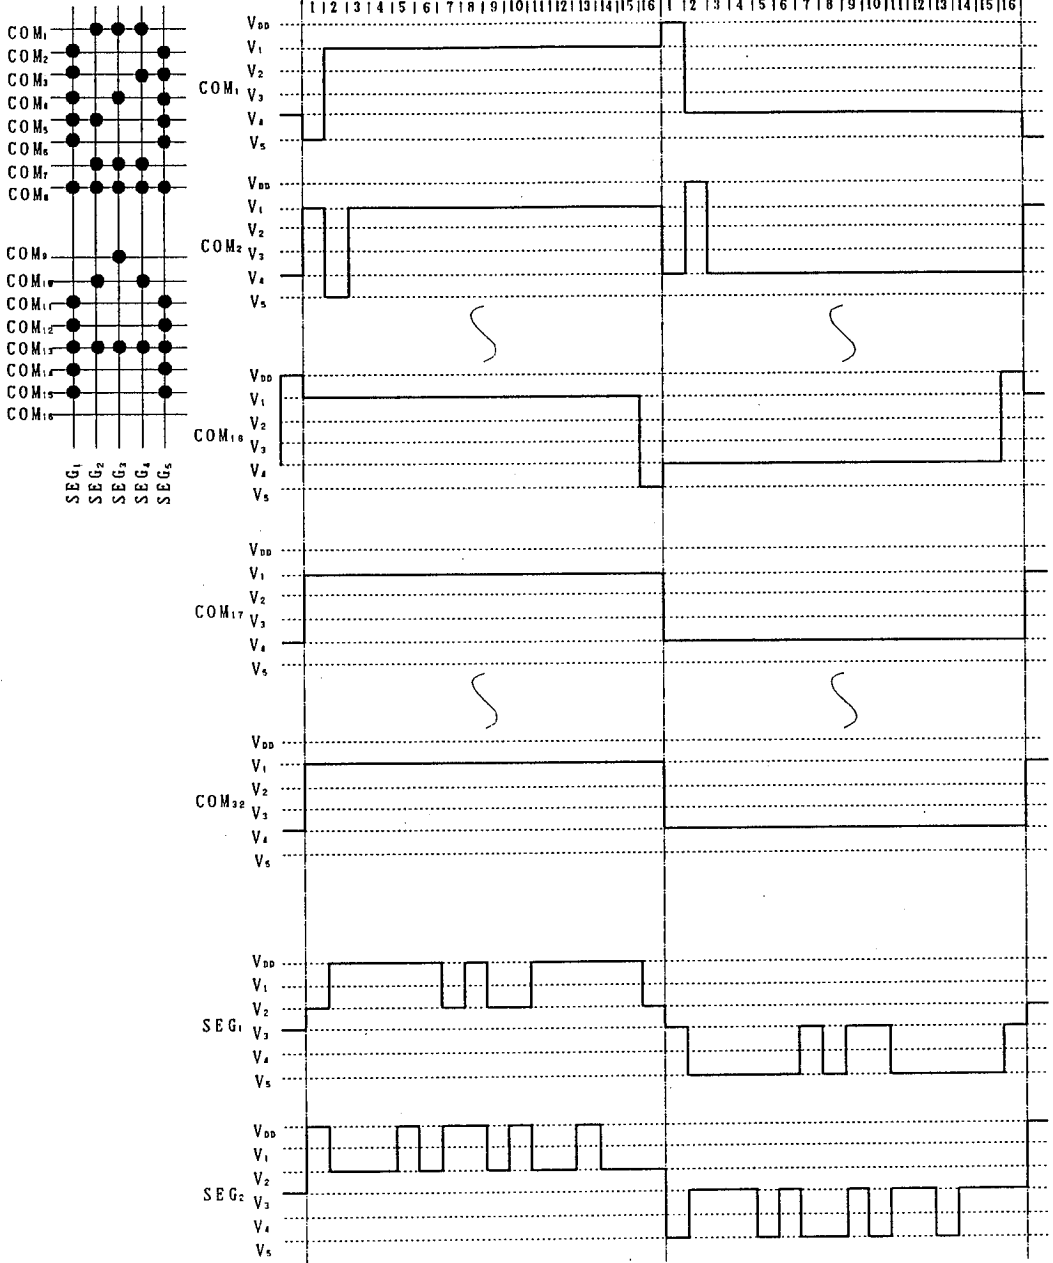 |1|2|3|4|5|6|7|8|9|10|11|12|13|14|15|16|1|2|3|4|5|6|7|8|9|10|11|12|13|14|15|16|
COM₁
COM₂
COM₃
COM₄
COM₅
COM₆
COM₇
COM₈
COM₉
COM₁₀
COM₁₁
COM₁₂
COM₁₃
COM₁₄
COM₁₅
COM₁₆
SEG₁
SEG₂
SEG₃
SEG₄
SEG₅
COM₁
VDD
V₁
V₂
V₃
V₄
V₅
COM₂
VDD
V₁
V₂
V₃
V₄
V₅
COM₁₆
VDD
V₁
V₂
V₃
V₄
V₅
COM₁₇
VDD
V₁
V₂
V₃
V₄
V₅
COM₃₂
VDD
V₁
V₂
V₃
V₄
V₅
SEG₁
VDD
V₁
V₂
V₃
V₄
V₅
SEG₂
VDD
V₁
V₂
V₃
V₄
V₅